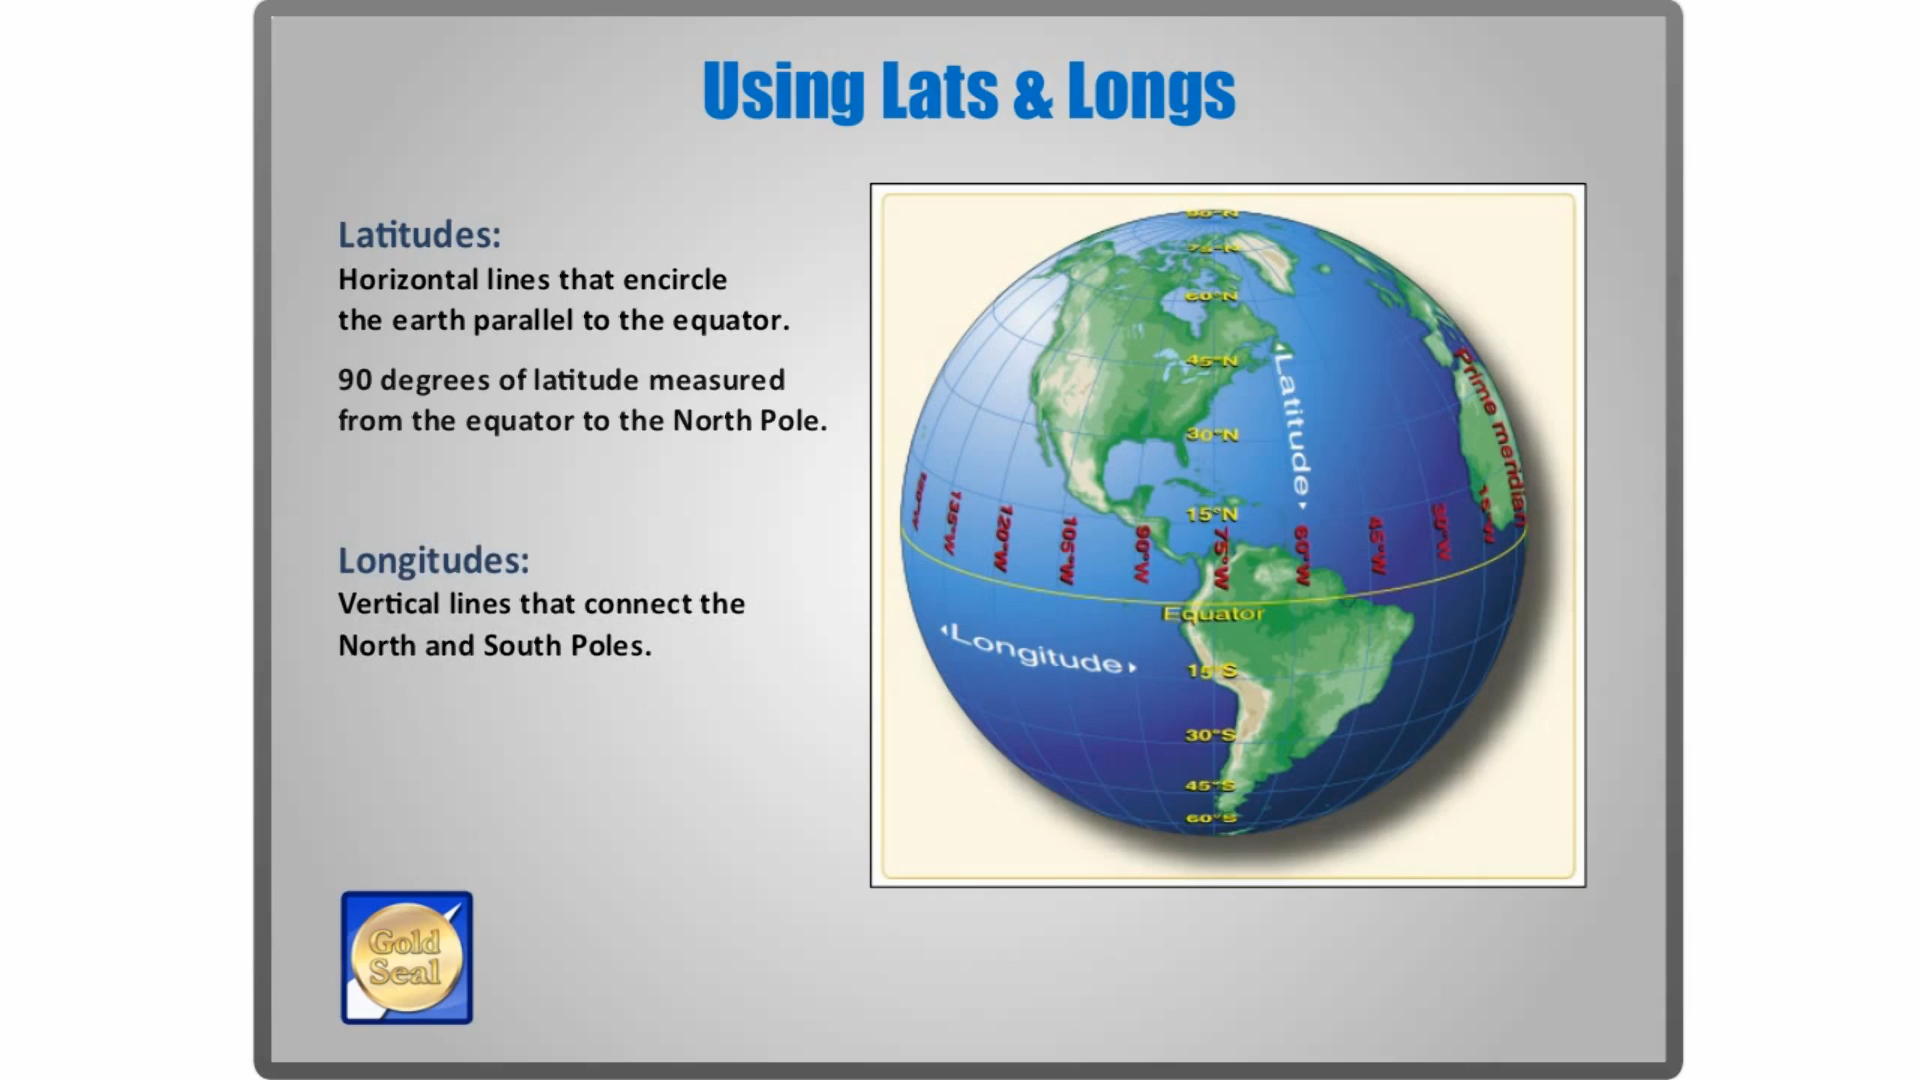 Using Lats & Longs
Latitudes:
Horizontal lines that encircle
the earth parallel to the equator.
90 degrees of latitude measured
from the equator to the North Pole.
Longitudes:
Vertical lines that connect the
North and South Poles.
90°N
75°N
60°N
45°N
30°N
15°N
Latitude
Prime meridian
135°W
120°W
105°W
90°W
75°W
60°W
45°W
30°W
15°W
Equator
Longitude
15°S
30°S
45°S
60°S
Gold
Seal